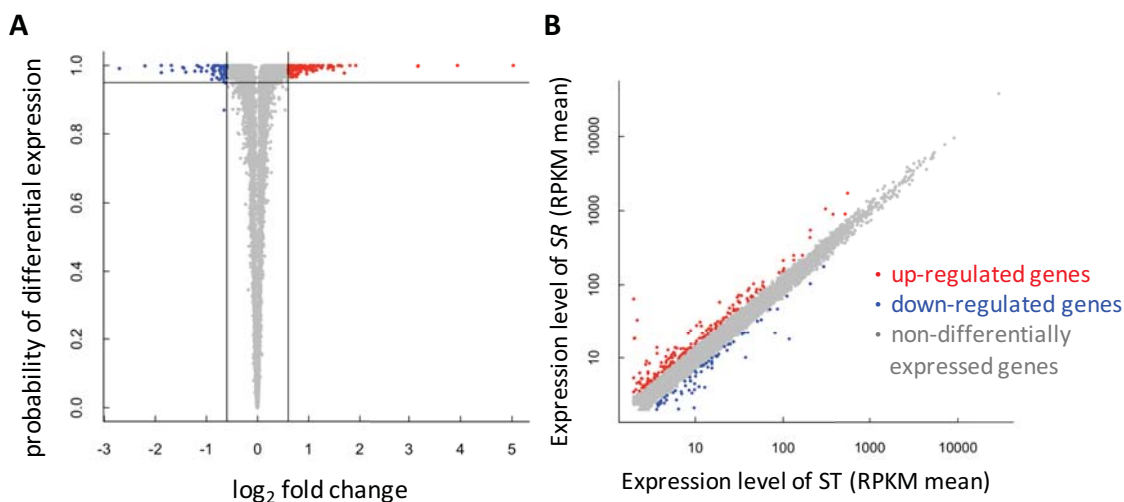 A
probability of differential expression
1.0
0.8
0.6
0.4
0.2
0.0
-3 -2 -1 0 1 2 3 4 5
log2 fold change
B
Expression level of SR (RPKM mean)
10000
1000
100
10
10 100 1000 10000
Expression level of ST (RPKM mean)
• up-regulated genes
• down-regulated genes
• non-differentially
expressed genes